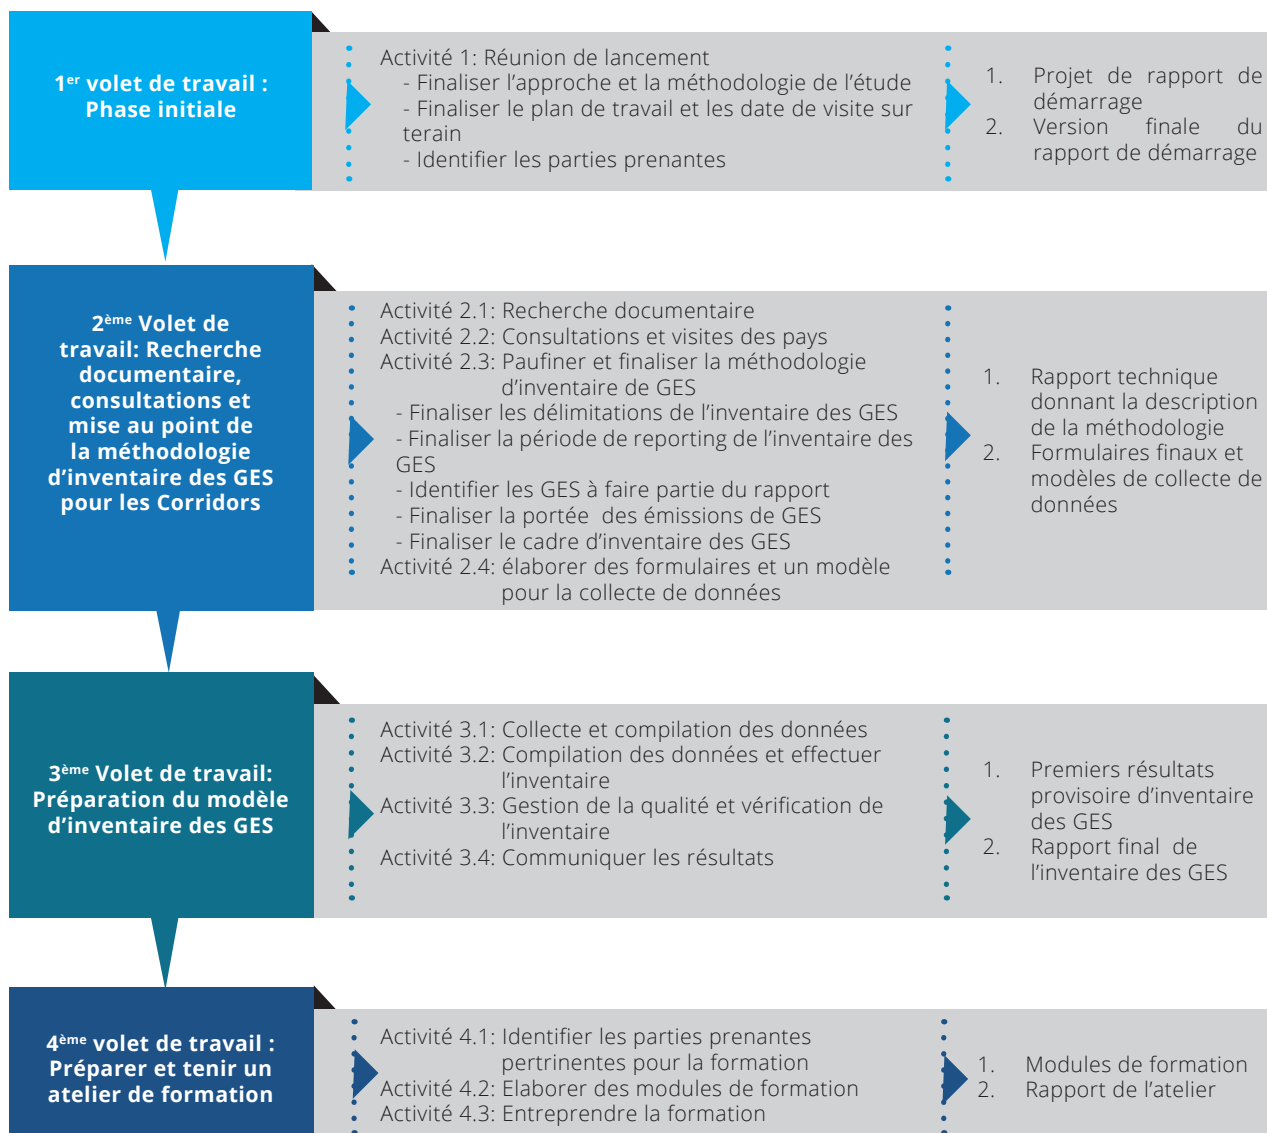 1er volet de travail :
Phase initiale
Activité 1: Réunion de lancement
- Finaliser l’approche et la méthodologie de l’étude
- Finaliser le plan de travail et les date de visite sur
terain
- Identifier les parties prenantes
1. Projet de rapport de
démarrage
2. Version finale du
rapport de démarrage
2ème Volet de
travail: Recherche
documentaire,
consultations et
mise au point de
la méthodologie
d’inventaire des GES
pour les Corridors
Activité 2.1: Recherche documentaire
Activité 2.2: Consultations et visites des pays
Activité 2.3: Paufiner et finaliser la méthodologie
d’inventaire de GES
- Finaliser les délimitations de l’inventaire des GES
- Finaliser la période de reporting de l’inventaire des
GES
- Identifier les GES à faire partie du rapport
- Finaliser la portée des émissions de GES
- Finaliser le cadre d’inventaire des GES
Activité 2.4: élaborer des formulaires et un modèle
pour la collecte de données
1. Rapport technique
donnant la description
de la méthodologie
2. Formulaires finaux et
modèles de collecte de
données
3ème Volet de travail:
Préparation du modèle
d’inventaire des GES
Activité 3.1: Collecte et compilation des données
Activité 3.2: Compilation des données et effectuer
l’inventaire
Activité 3.3: Gestion de la qualité et vérification de
l’inventaire
Activité 3.4: Communiquer les résultats
1. Premiers résultats
provisoire d’inventaire
des GES
2. Rapport final de
l’inventaire des GES
4ème volet de travail :
Préparer et tenir un
atelier de formation
Activité 4.1: Identifier les parties prenantes
pertinentes pour la formation
Activité 4.2: Elaborer des modules de formation
Activité 4.3: Entreprendre la formation
1. Modules de formation
2. Rapport de l’atelier